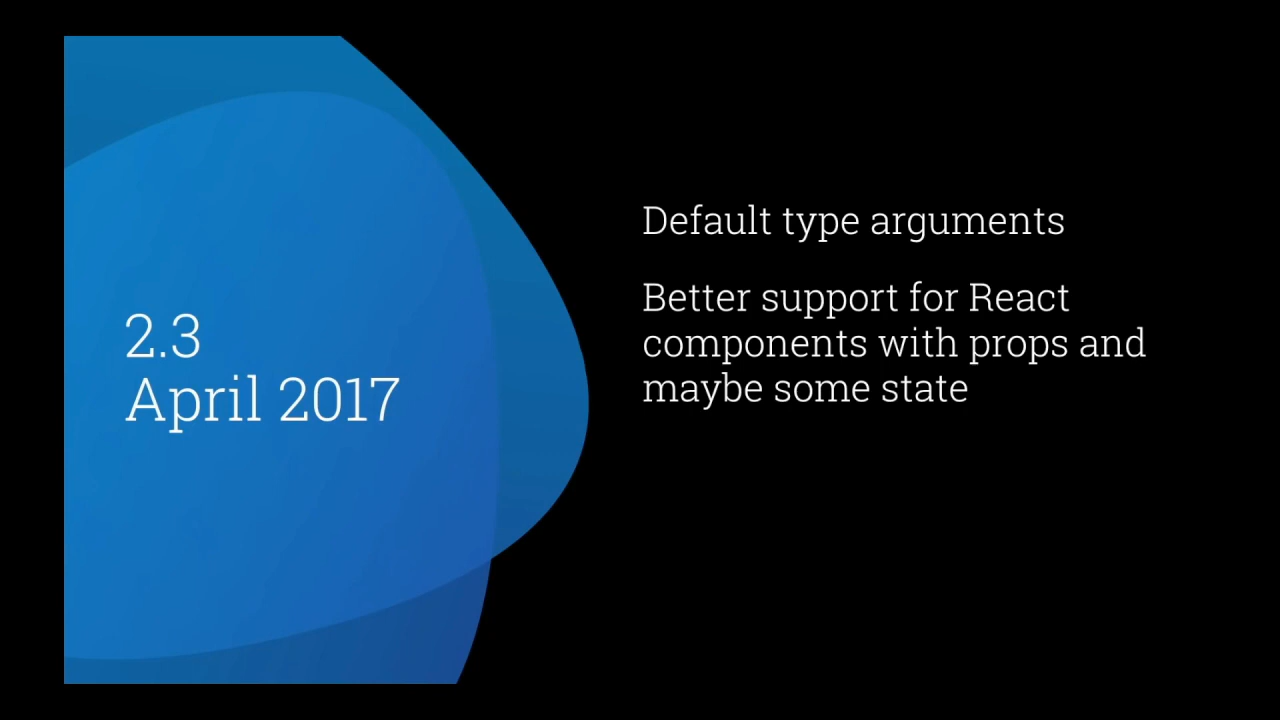 2.3
April 2017
Default type arguments
Better support for React
components with props and
maybe some state